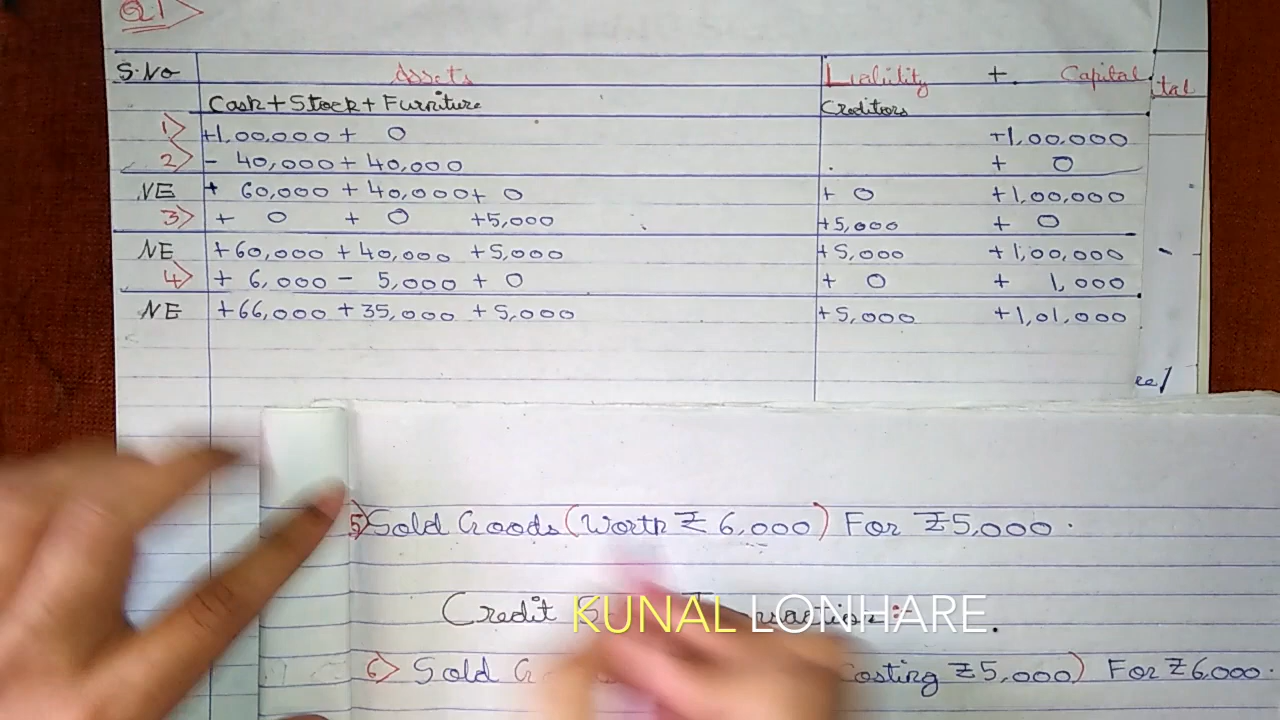 Q1>
S.No Assets Liability + Capital tal
Cash + Stock + Furniture Creditors
1> +1,00,000 + 0 +1,00,000
2> - 40,000 + 40,000 + 0
NE + 60,000 + 40,000 + 0 + 0 +1,00,000
3> + 0 + 0 +5,000 +5,000 + 0
NE +60,000 +40,000 +5,000 +5,000 +1,00,000 -
4> + 6,000 - 5,000 + 0 + 0 + 1,000
NE +66,000 +35,000 +5,000 +5,000 +1,01,000
5> Sold Goods (Worth ₹ 6,000) For ₹5,000.
Credit
KUNAL LONHARE
6> Sold costing ₹5,000) For ₹6,000.